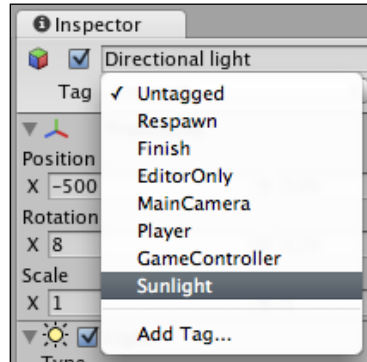 Inspector
Directional light
Tag
✓ Untagged
Respawn
Finish
EditorOnly
MainCamera
Player
GameController
Sunlight
Add Tag...
Position
X -500
Rotation
X 8
Scale
X 1